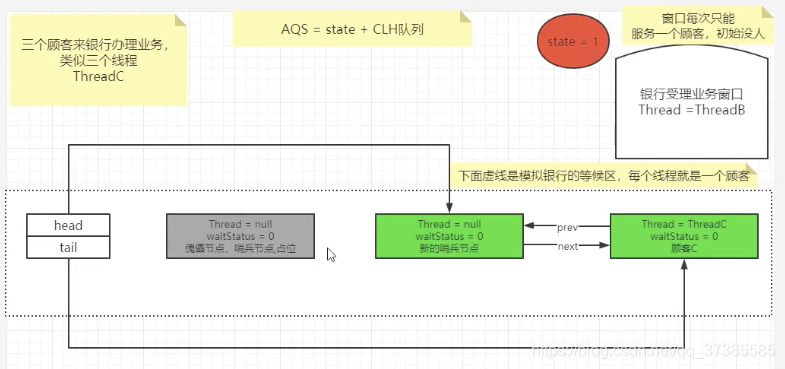 三个顾客来银行办理业务，
类似三个线程
ThreadC
AQS = state + CLH队列
state = 1
窗口每次只能
服务一个顾客，初始没人
银行受理业务窗口
Thread =ThreadB
下面虚线是模拟银行的等候区，每个线程就是一个顾客
head
tail
Thread = null
waitStatus = 0
傀儡节点，哨兵节点,占位
Thread = null
waitStatus = 0
新的哨兵节点
prev
next
Thread = ThreadC
waitStatus = 0
顾客C
https://blog.csdn.net/qq_37385585